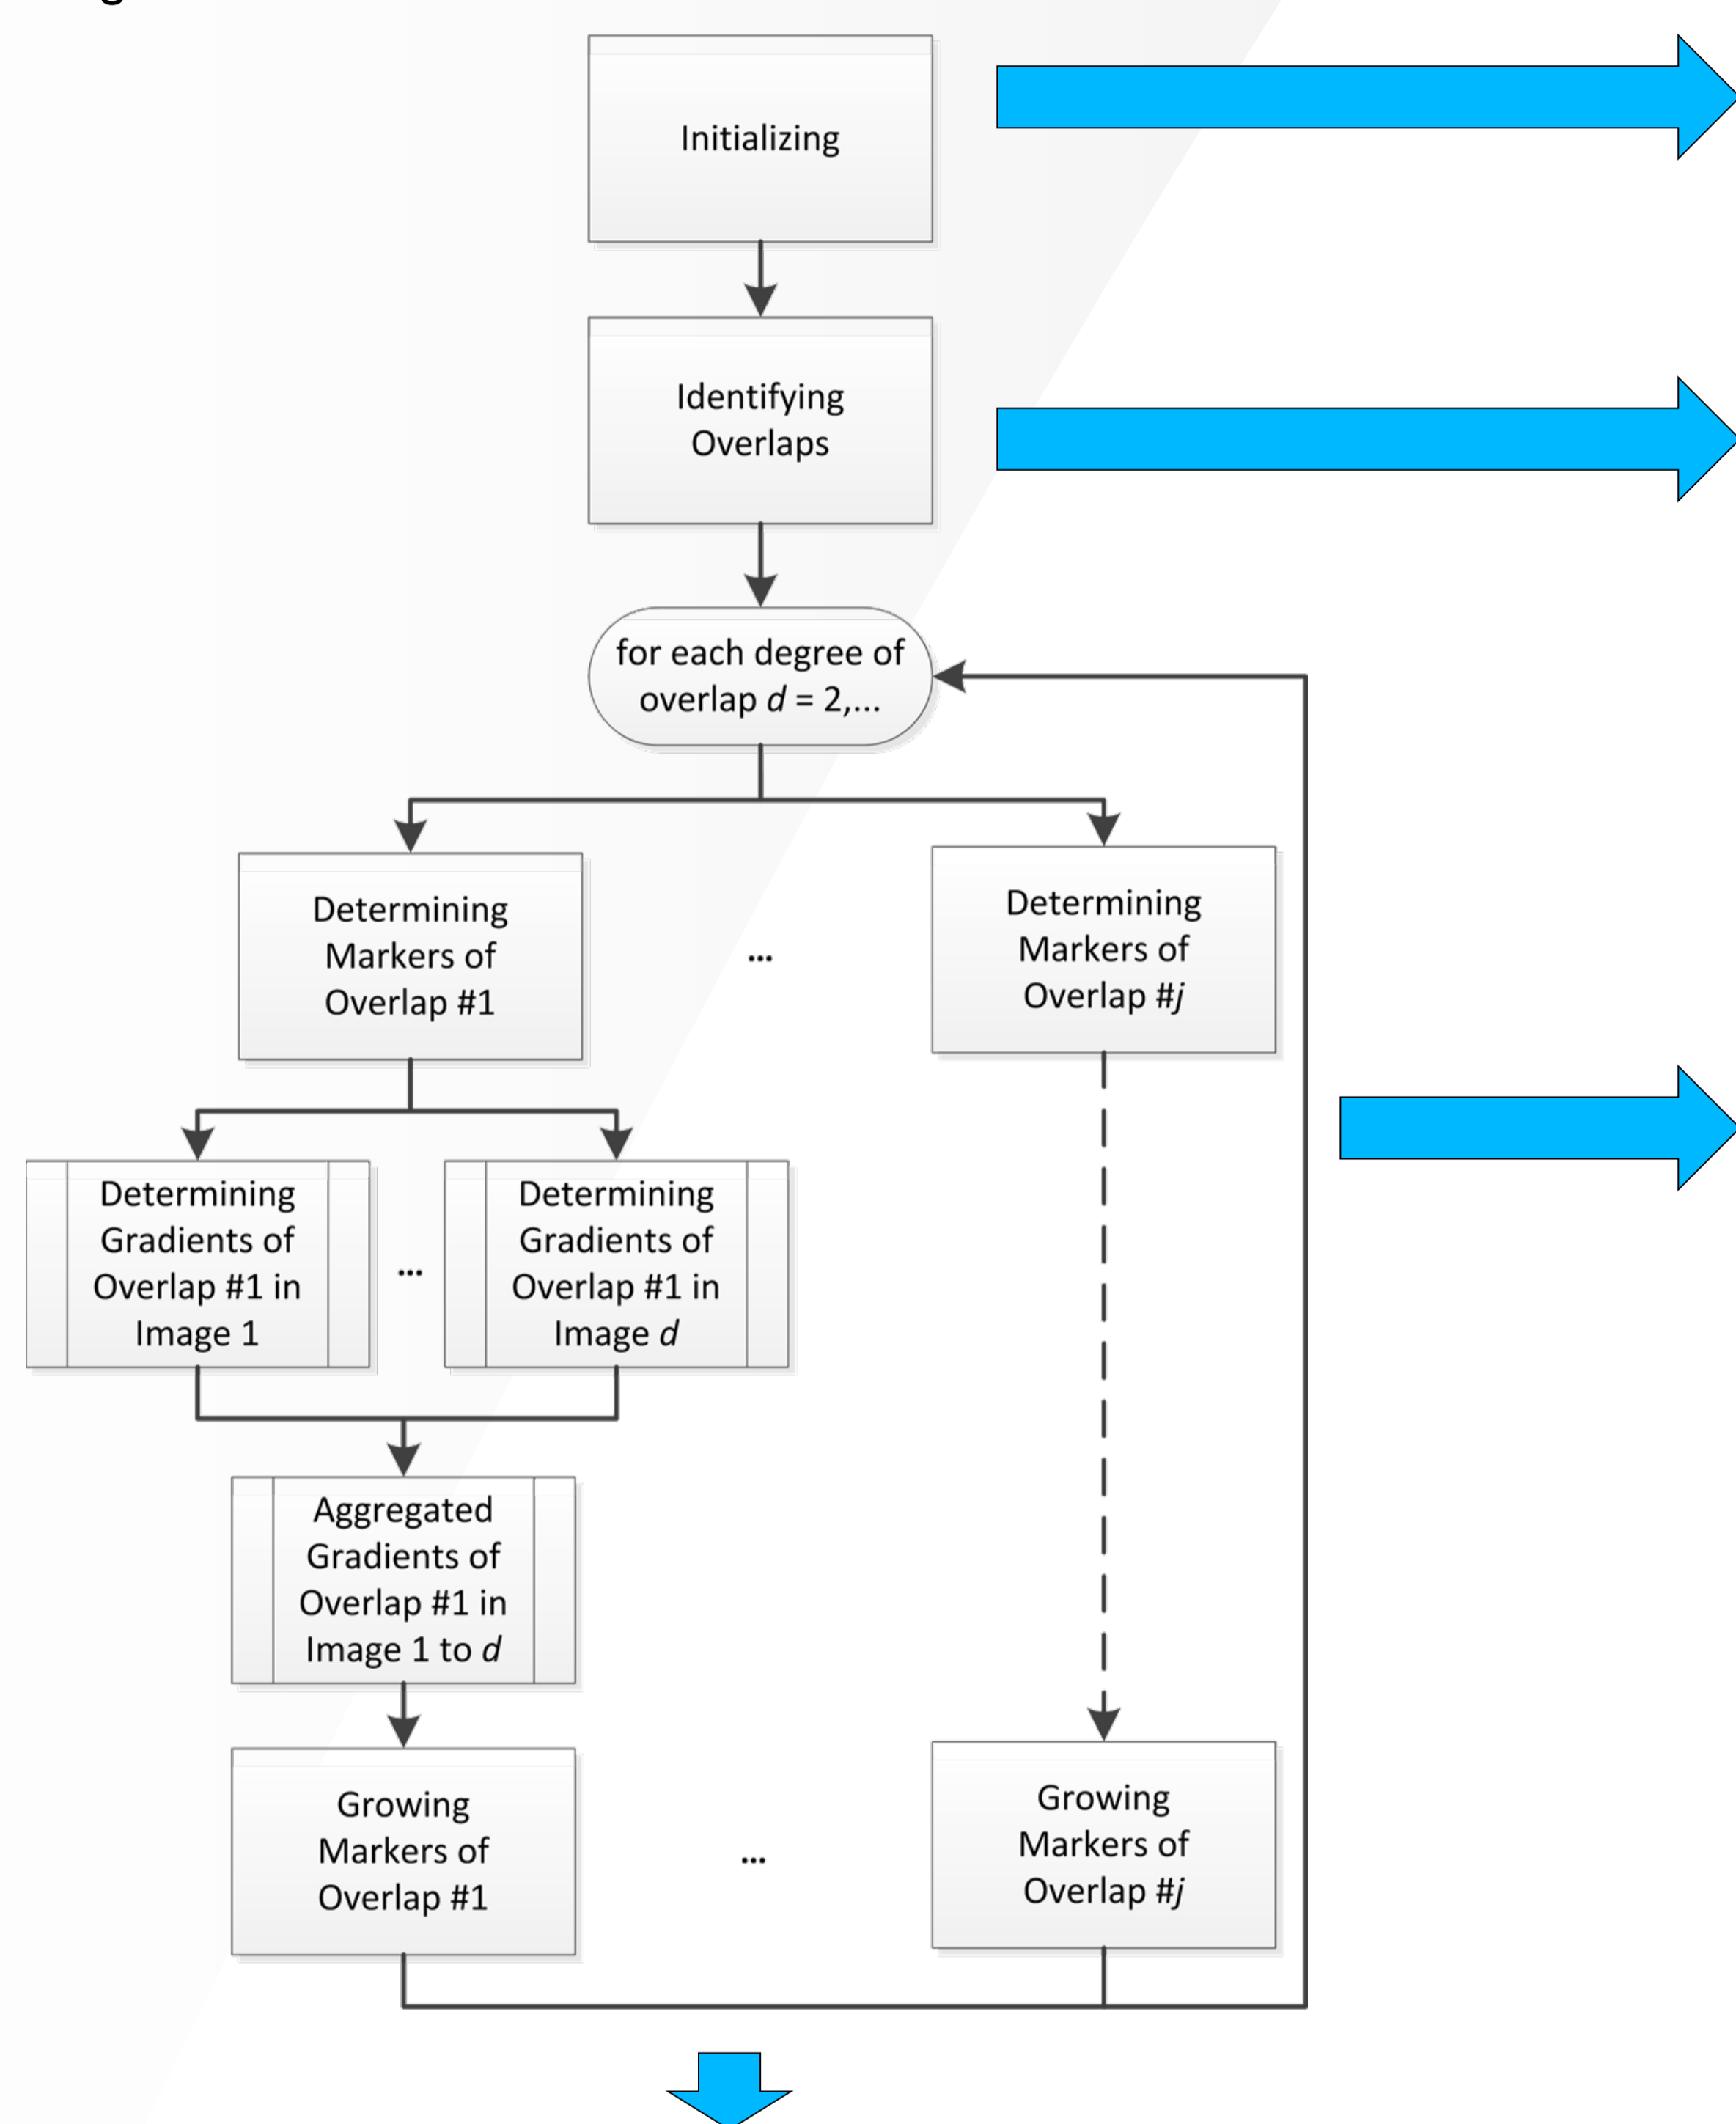 Initializing
Identifying
Overlaps
for each degree of
overlap d = 2,...
Determining
Markers of
Overlap #1
...
Determining
Markers of
Overlap #j
Determining
Gradients of
Overlap #1 in
Image 1
...
Determining
Gradients of
Overlap #1 in
Image d
Aggregated
Gradients of
Overlap #1 in
Image 1 to d
Growing
Markers of
Overlap #1
...
Growing
Markers of
Overlap #j